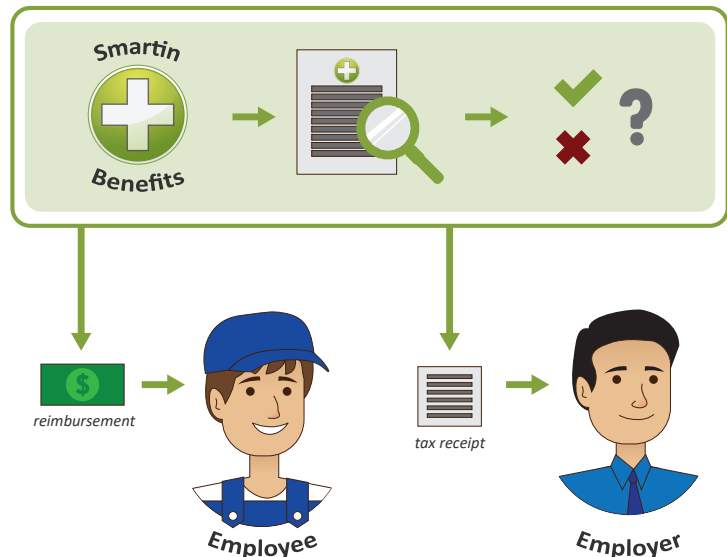 Smartin
Benefits
?
$
reimbursement
tax receipt
Employee
Employer